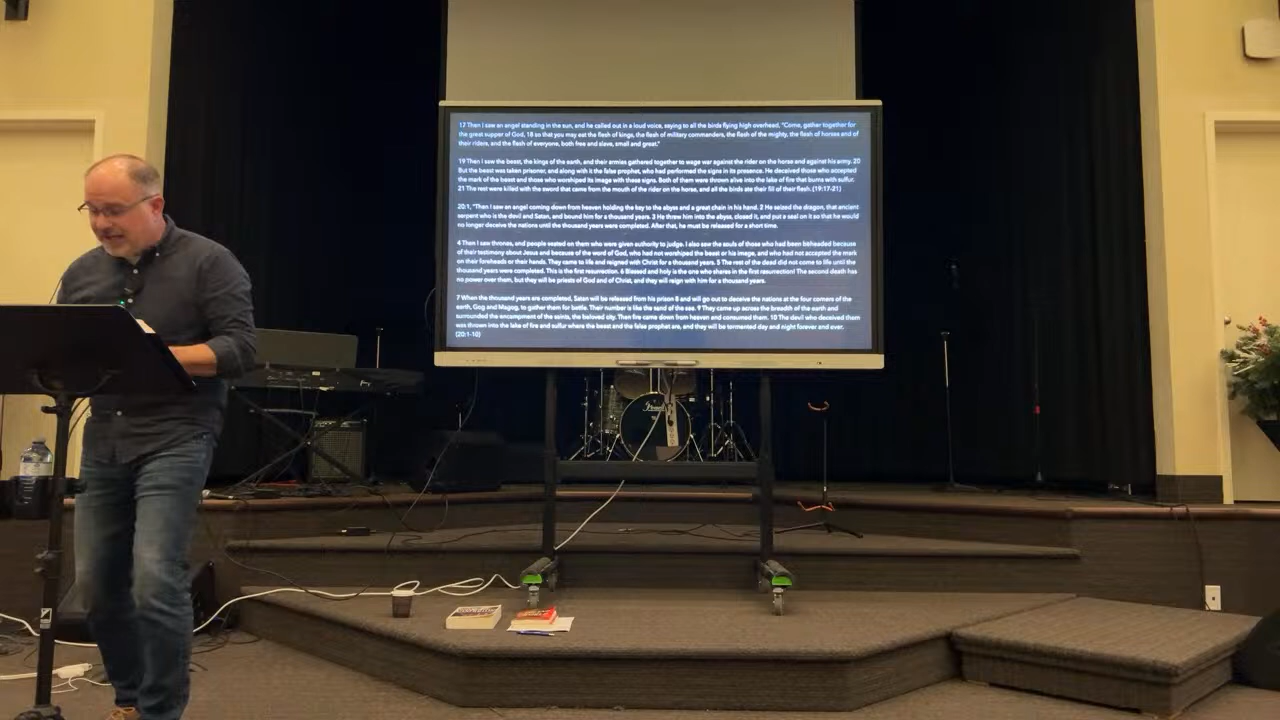 17 Then I saw an angel standing in the sun, and he called out in a loud voice, saying to all the birds flying high overhead, "Come, gather together for
the great supper of God, 18 so that you may eat the flesh of kings, the flesh of military commanders, the flesh of the mighty, the flesh of horses and of
their riders, and the flesh of everyone, both free and slave, small and great."
19 Then I saw the beast, the kings of the earth, and their armies gathered together to wage war against the rider on the horse and against his army. 20
But the beast was taken prisoner, and along with it the false prophet, who had performed the signs in its presence. He deceived those who accepted
the mark of the beast and those who worshiped its image with these signs. Both of them were thrown alive into the lake of fire that burns with sulfur.
21 The rest were killed with the sword that came from the mouth of the rider on the horse, and all the birds ate their fill of their flesh. (19:17-21)
20:1, "Then I saw an angel coming down from heaven holding the key to the abyss and a great chain in his hand. 2 He seized the dragon, that ancient
serpent who is the devil and Satan, and bound him for a thousand years. 3 He threw him into the abyss, closed it, and put a seal on it so that he would
no longer deceive the nations until the thousand years were completed. After that, he must be released for a short time.
4 Then I saw thrones, and people seated on them who were given authority to judge. I also saw the souls of those who had been beheaded because
of their testimony about Jesus and because of the word of God, who had not worshiped the beast or his image, and who had not accepted the mark
on their foreheads or their hands. They came to life and reigned with Christ for a thousand years. 5 The rest of the dead did not come to life until the
thousand years were completed. This is the first resurrection. 6 Blessed and holy is the one who shares in the first resurrection! The second death has
no power over them, but they will be priests of God and of Christ, and they will reign with him for a thousand years.
7 When the thousand years are completed, Satan will be released from his prison 8 and will go out to deceive the nations at the four corners of the
earth, Gog and Magog, to gather them for battle. Their number is like the sand of the sea. 9 They came up across the breadth of the earth and
surrounded the encampment of the saints, the beloved city. Then fire came down from heaven and consumed them. 10 The devil who deceived them
was thrown into the lake of fire and sulfur where the beast and the false prophet are, and they will be tormented day and night forever and ever.
(20:1-10)